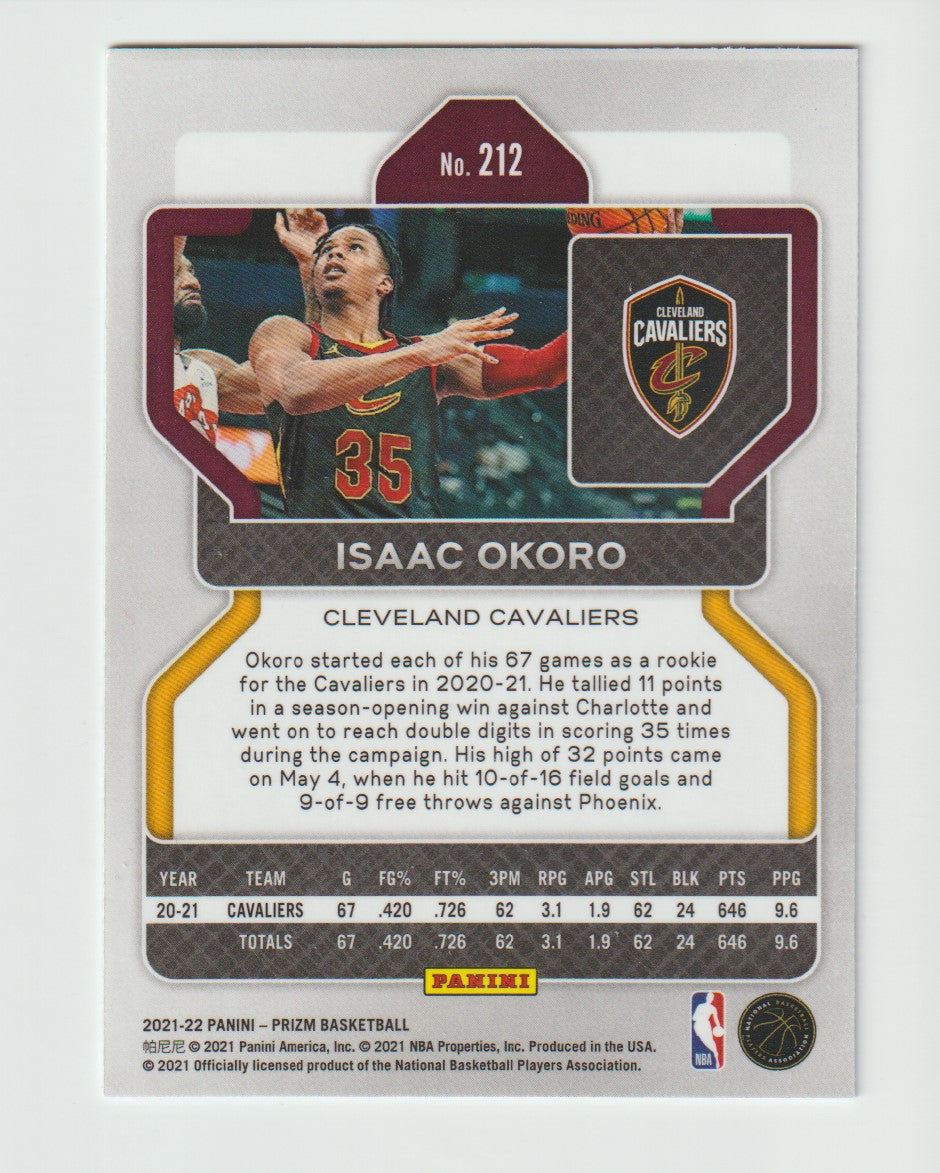 No. 212
DING
CLEVELAND
CAVALIERS
C
35
ISAAC OKORO
CLEVELAND CAVALIERS
Okoro started each of his 67 games as a rookie
for the Cavaliers in 2020-21. He tallied 11 points
in a season-opening win against Charlotte and
went on to reach double digits in scoring 35 times
during the campaign. His high of 32 points came
on May 4, when he hit 10-of-16 field goals and
9-of-9 free throws against Phoenix.
YEAR TEAM G FG% FT% 3PM RPG APG STL BLK PTS PPG
20-21 CAVALIERS 67 .420 .726 62 3.1 1.9 62 24 646 9.6
TOTALS 67 .420 .726 62 3.1 1.9 62 24 646 9.6
PANINI
2021-22 PANINI – PRIZM BASKETBALL
帕尼尼 © 2021 Panini America, Inc. © 2021 NBA Properties, Inc. Produced in the USA.
© 2021 Officially licensed product of the National Basketball Players Association.
NBA
NATIONAL BASKETBALL
PLAYERS ASSOCIATION